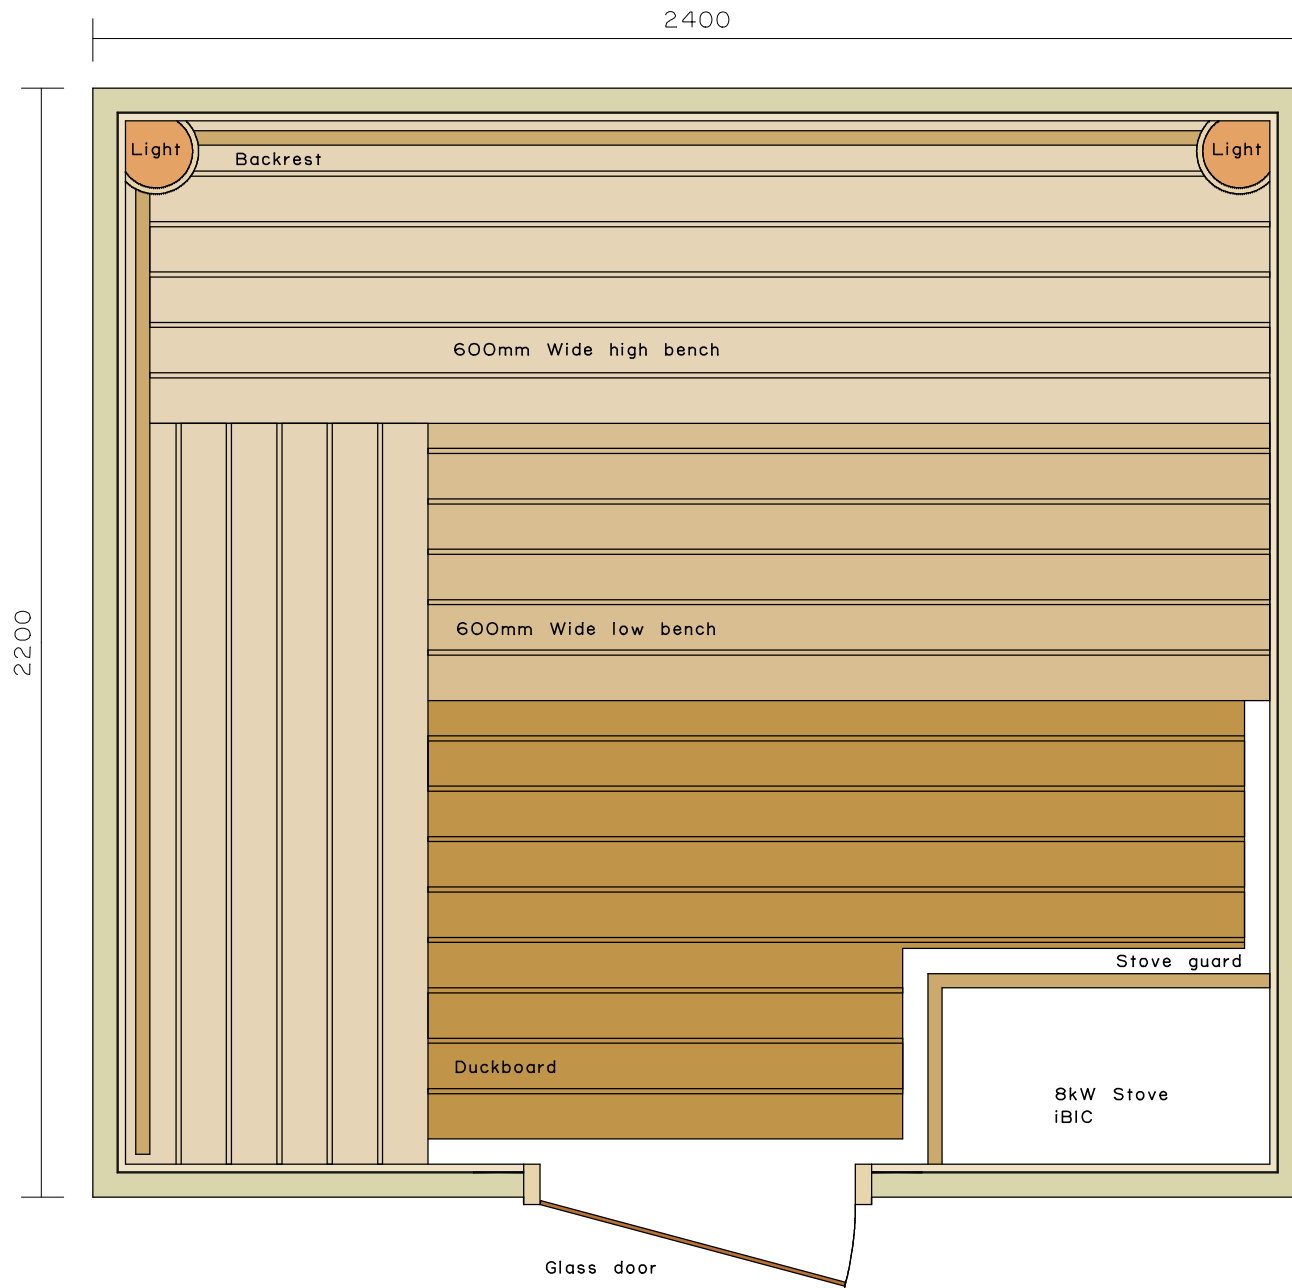 2400
Light
Light
Backrest
600mm Wide high bench
2200
600mm Wide low bench
Stove guard
Duckboard
8kW Stove
iBIC
Glass door